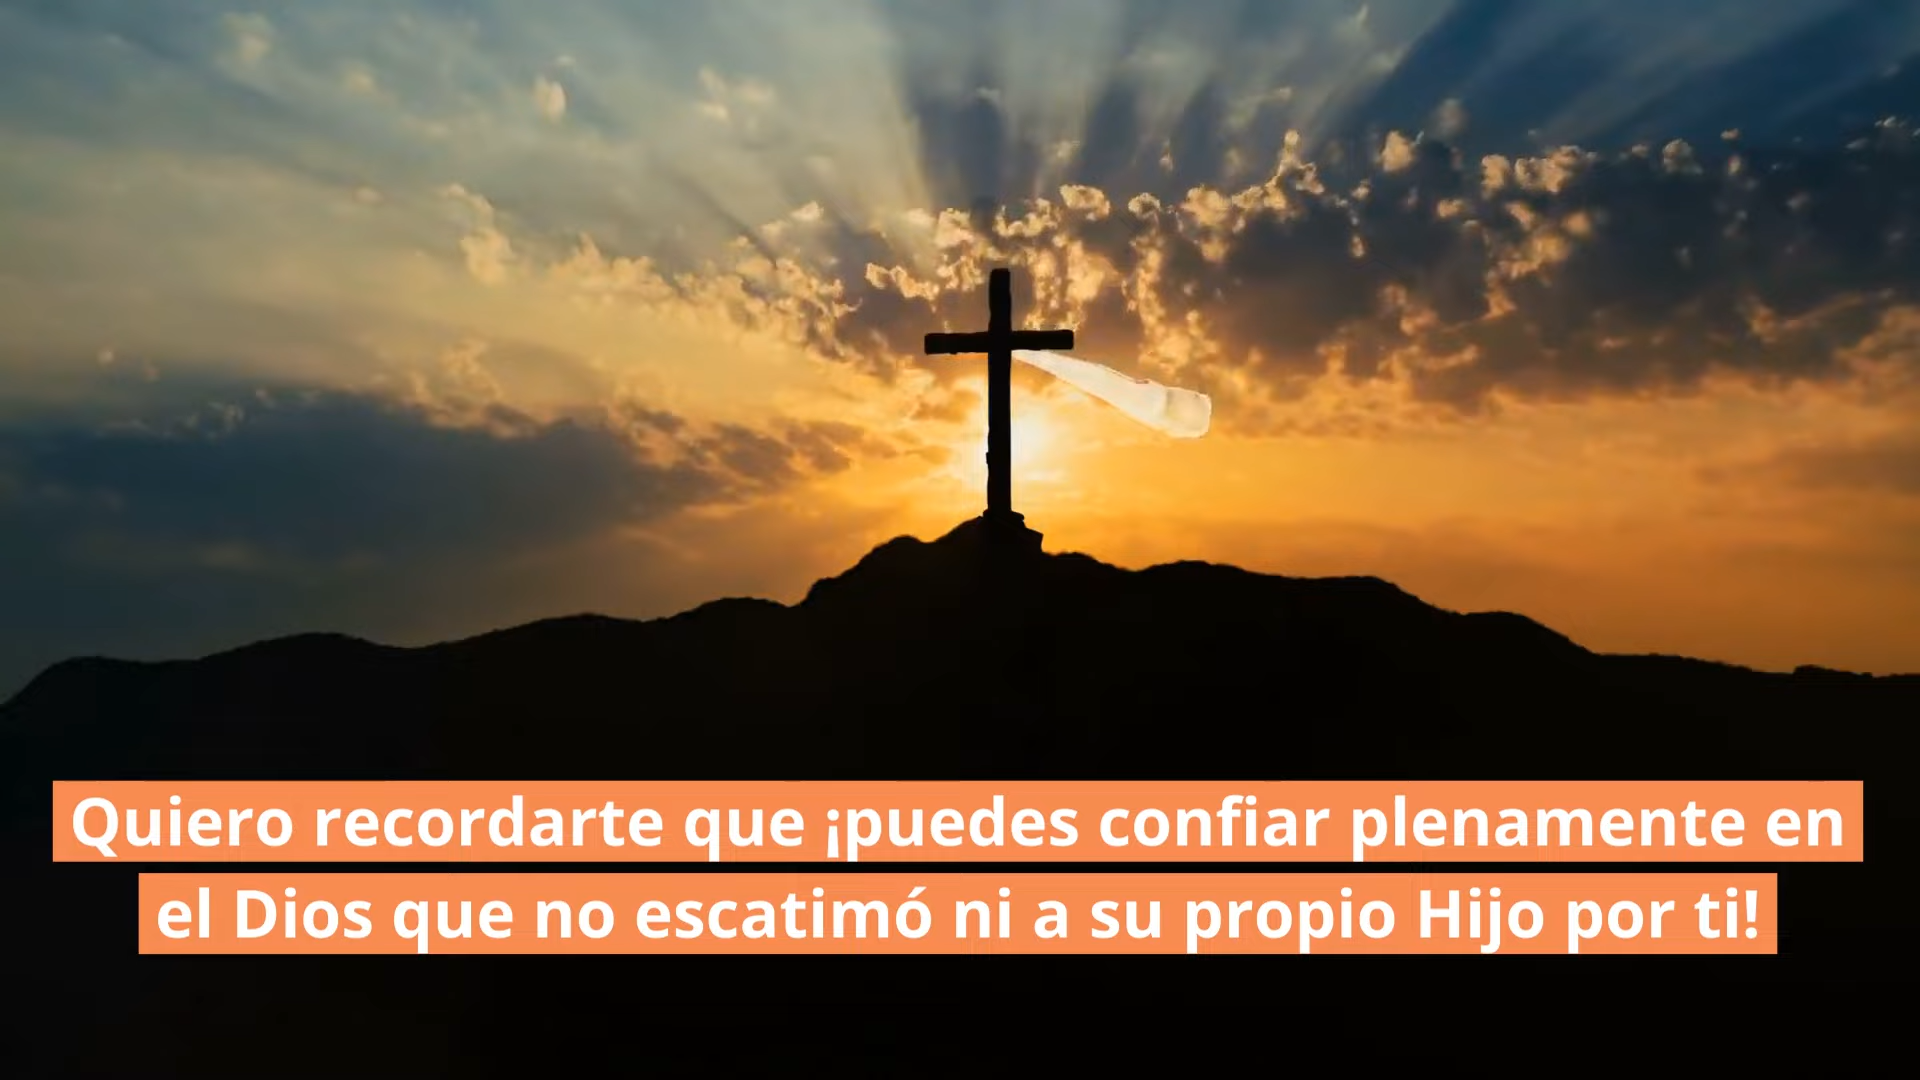 Quiero recordarte que ¡puedes confiar plenamente en
el Dios que no escatimó ni a su propio Hijo por ti!